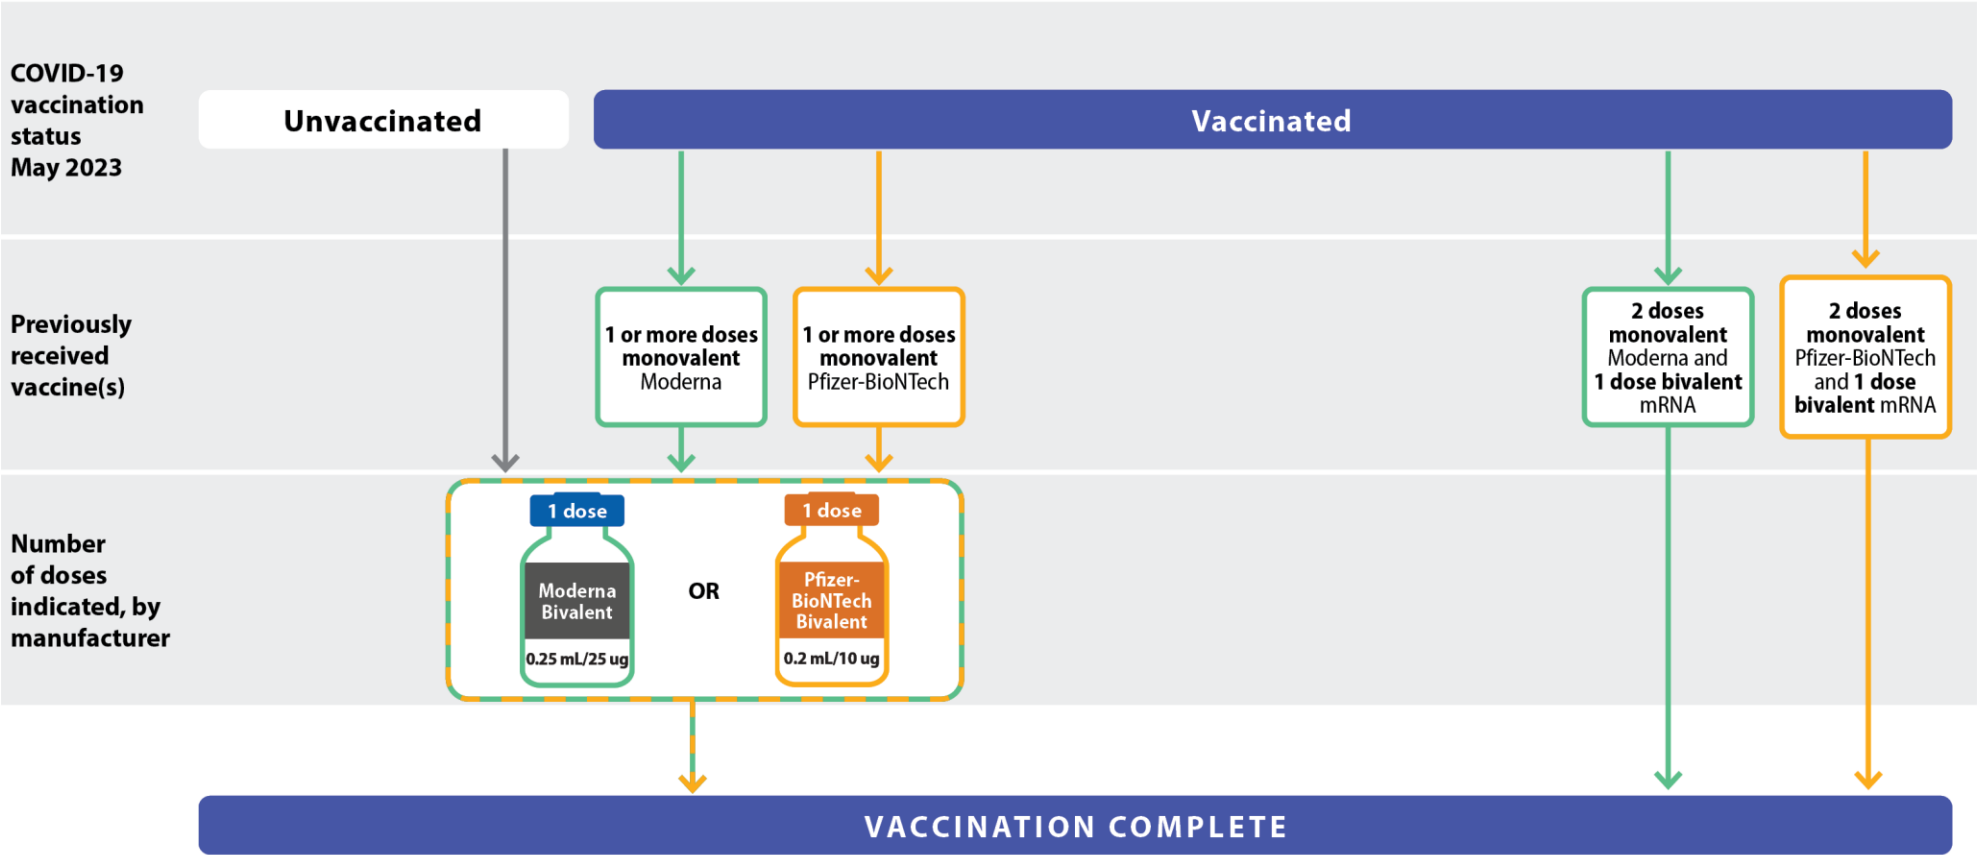 COVID-19
vaccination
status
May 2023
Unvaccinated
Vaccinated
Previously
received
vaccine(s)
1 or more doses
monovalent
Moderna
1 or more doses
monovalent
Pfizer-BioNTech
2 doses
monovalent
Moderna and
1 dose bivalent
mRNA
2 doses
monovalent
Pfizer-BioNTech
and 1 dose
bivalent mRNA
Number
of doses
indicated, by
manufacturer
1 dose
Moderna
Bivalent
0.25 mL/25 ug
OR
1 dose
Pfizer-
BioNTech
Bivalent
0.2 mL/10 ug
VACCINATION COMPLETE